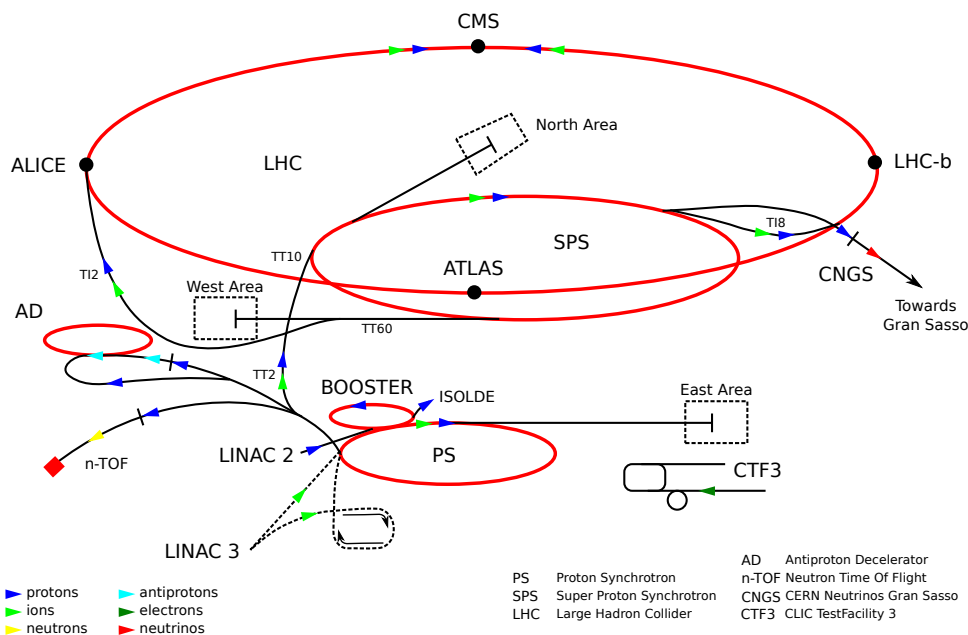 CMS
North Area
ALICE
LHC
LHC-b
TI8
SPS
TT10
ATLAS
CNGS
TI2
West Area
Towards
Gran Sasso
AD
TT60
TT2
BOOSTER
ISOLDE
East Area
LINAC 2
PS
n-TOF
CTF3
LINAC 3
protons
ions
neutrons
antiprotons
electrons
neutrinos
PS Proton Synchrotron
SPS Super Proton Synchrotron
LHC Large Hadron Collider
AD Antiproton Decelerator
n-TOF Neutron Time Of Flight
CNGS CERN Neutrinos Gran Sasso
CTF3 CLIC TestFacility 3